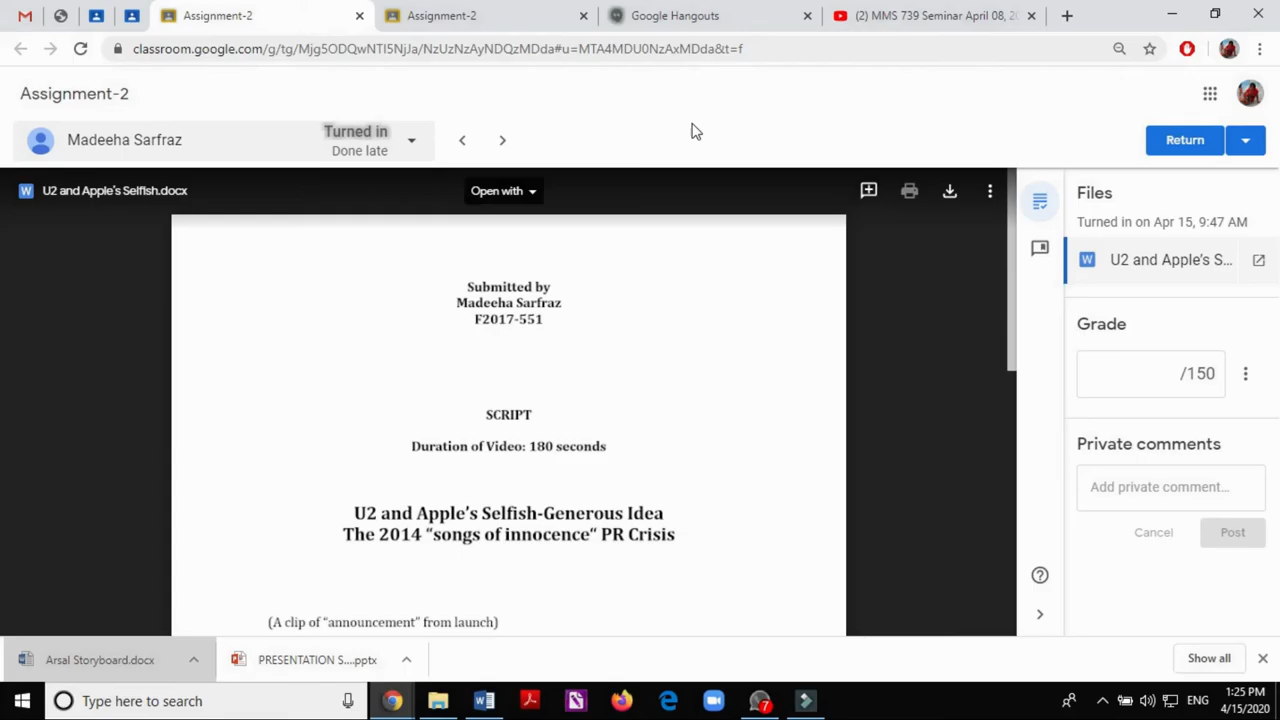 Assignment-2
Assignment-2
Google Hangouts
(2) MMS 739 Seminar April 08, 20
classroom.google.com/g/tg/Mjg5ODQwNTI5NjJa/NzUzNzAyNDQzMDda#u=MTA4MDU0NzAxMDda&t=f
Assignment-2
Madeeha Sarfraz
Turned in
Done late
Return
U2 and Apple's Selfish.docx
Open with
Files
Turned in on Apr 15, 9:47 AM
U2 and Apple's S...
Submitted by
Madeeha Sarfraz
F2017-551
Grade
/150
SCRIPT
Duration of Video: 180 seconds
Private comments
Add private comment...
Cancel
Post
U2 and Apple's Selfish-Generous Idea
The 2014 “songs of innocence“ PR Crisis
(A clip of “announcement” from launch)
Arsal Storyboard.docx
PRESENTATION S....pptx
Show all
Type here to search
7
ENG
1:25 PM
4/15/2020